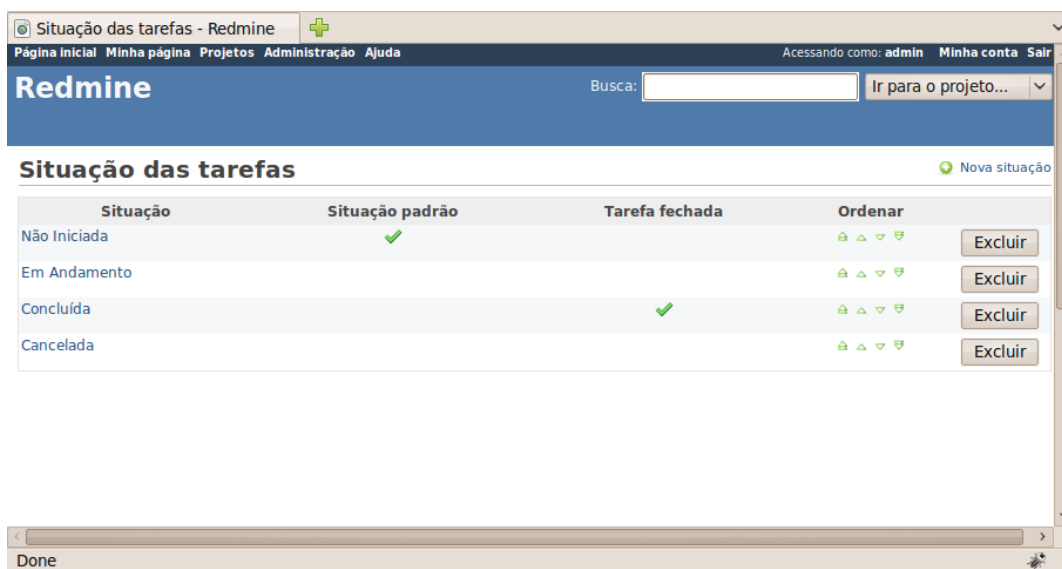 Situação das tarefas - Redmine
Página inicial Minha página Projetos Administração Ajuda Acessando como: admin Minha conta Sair
Redmine Busca: Ir para o projeto...
Situação das tarefas Nova situação
Situação Situação padrão Tarefa fechada Ordenar
Não Iniciada Excluir
Em Andamento Excluir
Concluída Excluir
Cancelada Excluir
Done